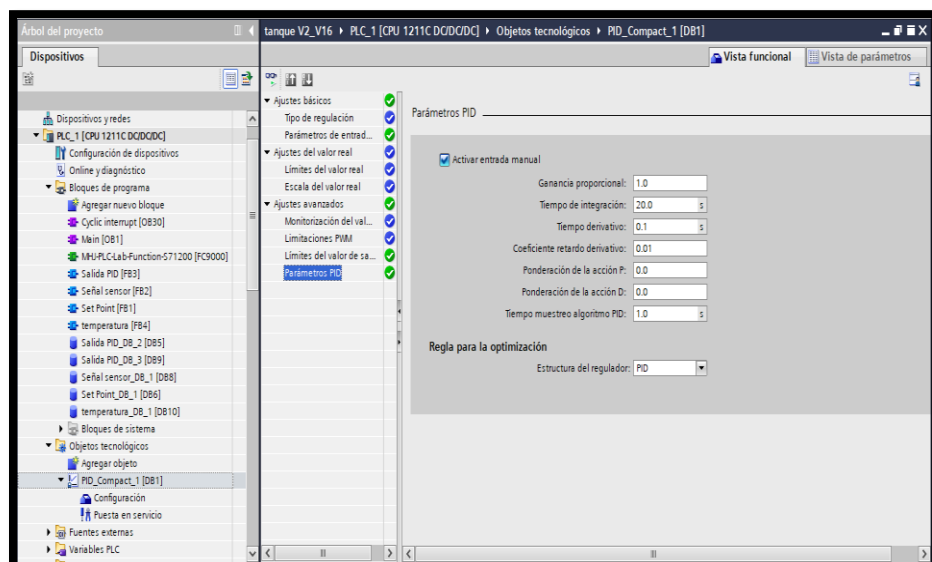 Árbol del proyecto
tanque V2_V16 ▸ PLC_1 [CPU 1211C DC/DC/DC] ▸ Objetos tecnológicos ▸ PID_Compact_1 [DB1]
Dispositivos
Vista funcional
Vista de parámetros
Dispositivos y redes
PLC_1 [CPU 1211C DC/DC/DC]
Configuración de dispositivos
Online y diagnóstico
Bloques de programa
Agregar nuevo bloque
Cyclic interrupt [OB30]
Main [OB1]
MHJ-PLC-Lab-Function-S71200 [FC9000]
Salida PID [FB3]
Señal sensor [FB2]
Set Point [FB1]
temperatura [FB4]
Salida PID_DB_2 [DB5]
Salida PID_DB_3 [DB9]
Señal sensor_DB_1 [DB8]
Set Point_DB_1 [DB6]
temperatura_DB_1 [DB10]
Bloques de sistema
Objetos tecnológicos
Agregar objeto
PID_Compact_1 [DB1]
Configuración
Puesta en servicio
Fuentes externas
Variables PLC
Ajustes básicos
Tipo de regulación
Parámetros de entrad...
Ajustes del valor real
Límites del valor real
Escala del valor real
Ajustes avanzados
Monitorización del val...
Limitaciones PWM
Límites del valor de sa...
Parámetros PID
Parámetros PID
Activar entrada manual
Ganancia proporcional: 1.0
Tiempo de integración: 20.0 s
Tiempo derivativo: 0.1 s
Coeficiente retardo derivativo: 0.01
Ponderación de la acción P: 0.0
Ponderación de la acción D: 0.0
Tiempo muestreo algoritmo PID: 1.0 s
Regla para la optimización
Estructura del regulador: PID